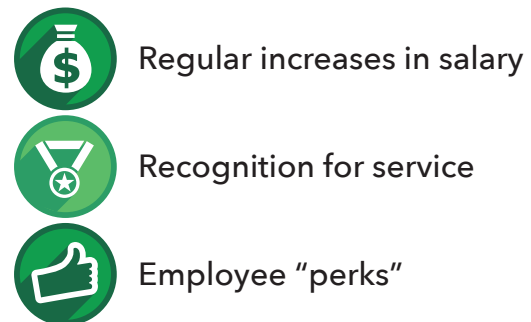 $
Regular increases in salary
Recognition for service
Employee “perks”